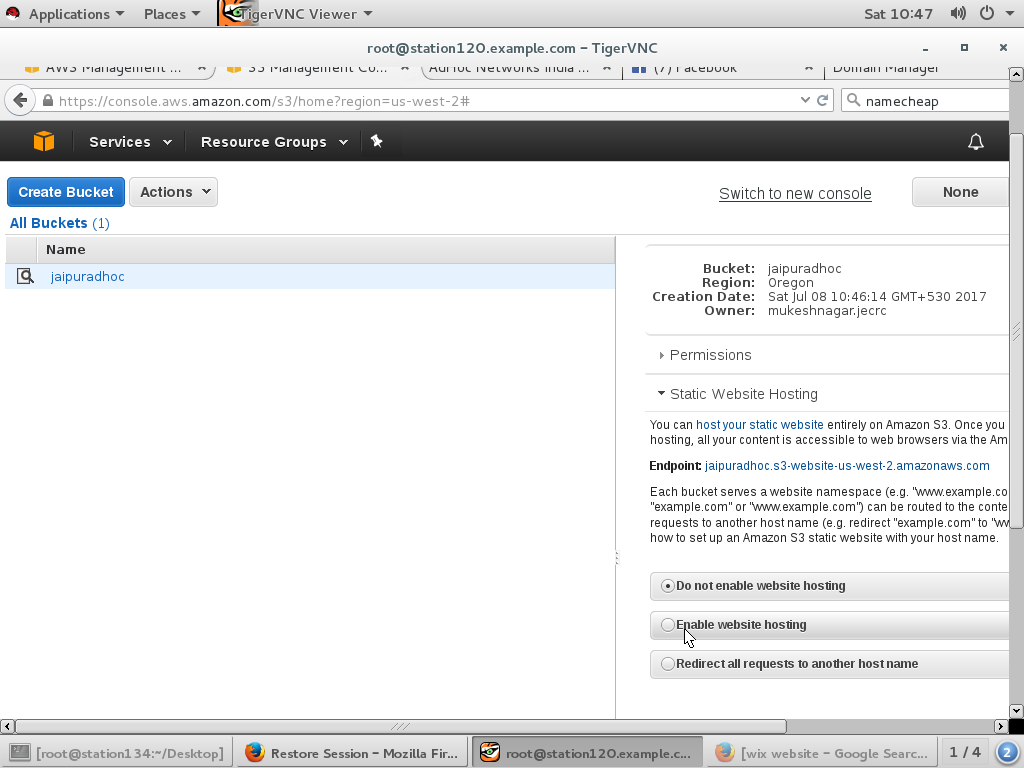 Applications Places TigerVNC Viewer Sat 10:47
root@station120.example.com – TigerVNC
AWS Management ... S3 Management Co... AdHoc Networks India ... (7) Facebook Domain Manager
https://console.aws.amazon.com/s3/home?region=us-west-2# namecheap
Services Resource Groups
Create Bucket Actions Switch to new console None
All Buckets (1)
Name
jaipuradhoc
Bucket: jaipuradhoc
Region: Oregon
Creation Date: Sat Jul 08 10:46:14 GMT+530 2017
Owner: mukeshnagar.jecrc
Permissions
Static Website Hosting
You can host your static website entirely on Amazon S3. Once you
hosting, all your content is accessible to web browsers via the Am
Endpoint: jaipuradhoc.s3-website-us-west-2.amazonaws.com
Each bucket serves a website namespace (e.g. "www.example.co
"example.com" or "www.example.com") can be routed to the conte
requests to another host name (e.g. redirect "example.com" to "ww
how to set up an Amazon S3 static website with your host name.
Do not enable website hosting
Enable website hosting
Redirect all requests to another host name
[root@station134:~/Desktop] Restore Session – Mozilla Fir... root@station120.example.c... [wix website – Google Searc... 1 / 4 2